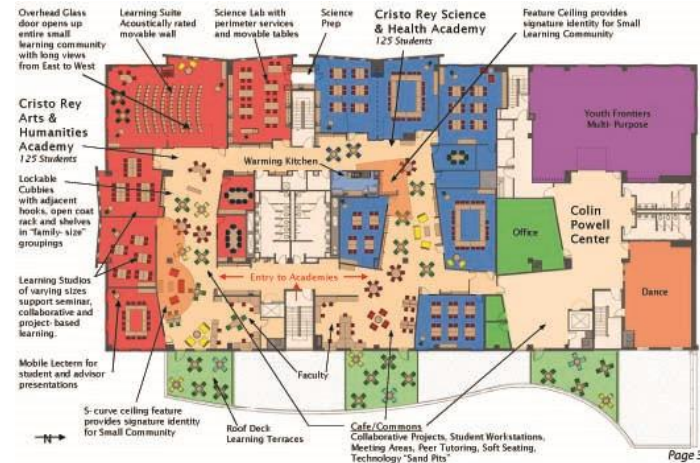 Overhead Glass
door opens up
entire small
learning community
with long views
from East to West
Learning Suite
Acoustically rated
movable wall
Science Lab with
perimeter services
and movable tables
Science
Prep
Cristo Rey Science
& Health Academy
125 Students
Feature Ceiling provides
signature identity for Small
Learning Community
Cristo Rey
Arts &
Humanities
Academy
125 Students
Lockable
Cubbies
with adjacent
hooks, open coat
rack and shelves
in "family- size"
groupings
Learning Studios
of varying sizes
support seminar,
collaborative and
project- based
learning.
Mobile Lectern for
student and advisor
presentations
Warming Kitchen
Entry to Academies
Youth Frontiers
Multi- Purpose
Office
Colin
Powell
Center
Dance
Faculty
S- curve ceiling feature
provides signature identity
for Small Community
Roof Deck
Learning Terraces
Cafe/Commons
Collaborative Projects, Student Workstations,
Meeting Areas, Peer Tutoring, Soft Seating,
Technology "Sand Pits"
N
Page